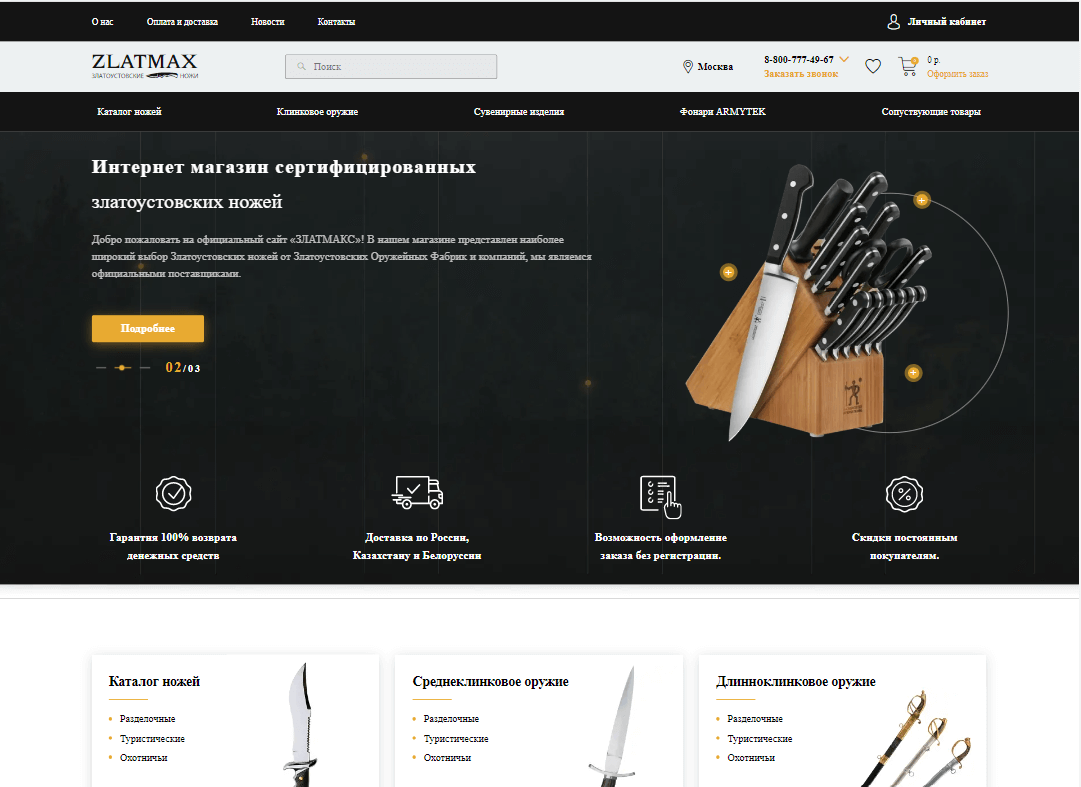 О нас
Оплата и доставка
Новости
Контакты
Личный кабинет
ZLATMAX
ЗЛАТОУСТОВСКИЕ НОЖИ
Поиск
Москва
8-800-777-49-67
Заказать звонок
0 р.
Оформить заказ
Каталог ножей
Клинковое оружие
Сувенирные изделия
Фонари ARMYTEK
Сопуствующие товары
Интернет магазин сертифицированных
златоустовских ножей
Добро пожаловать на официальный сайт «ЗЛАТМАКС»! В нашем магазине представлен наиболее
широкий выбор Златоустовских ножей от Златоустовских Оружейных Фабрик и компаний, мы являемся
официальными поставщиками.
Подробнее
02/03
Гарантия 100% возврата
денежных средств
Доставка по России,
Казахстану и Белоруссии
Возможность оформление
заказа без регистрации.
Скидки постоянным
покупателям.
Каталог ножей
Разделочные
Туристические
Охотничьи
Среднеклинковое оружие
Разделочные
Туристические
Охотничьи
Длинноклинковое оружие
Разделочные
Туристические
Охотничьи